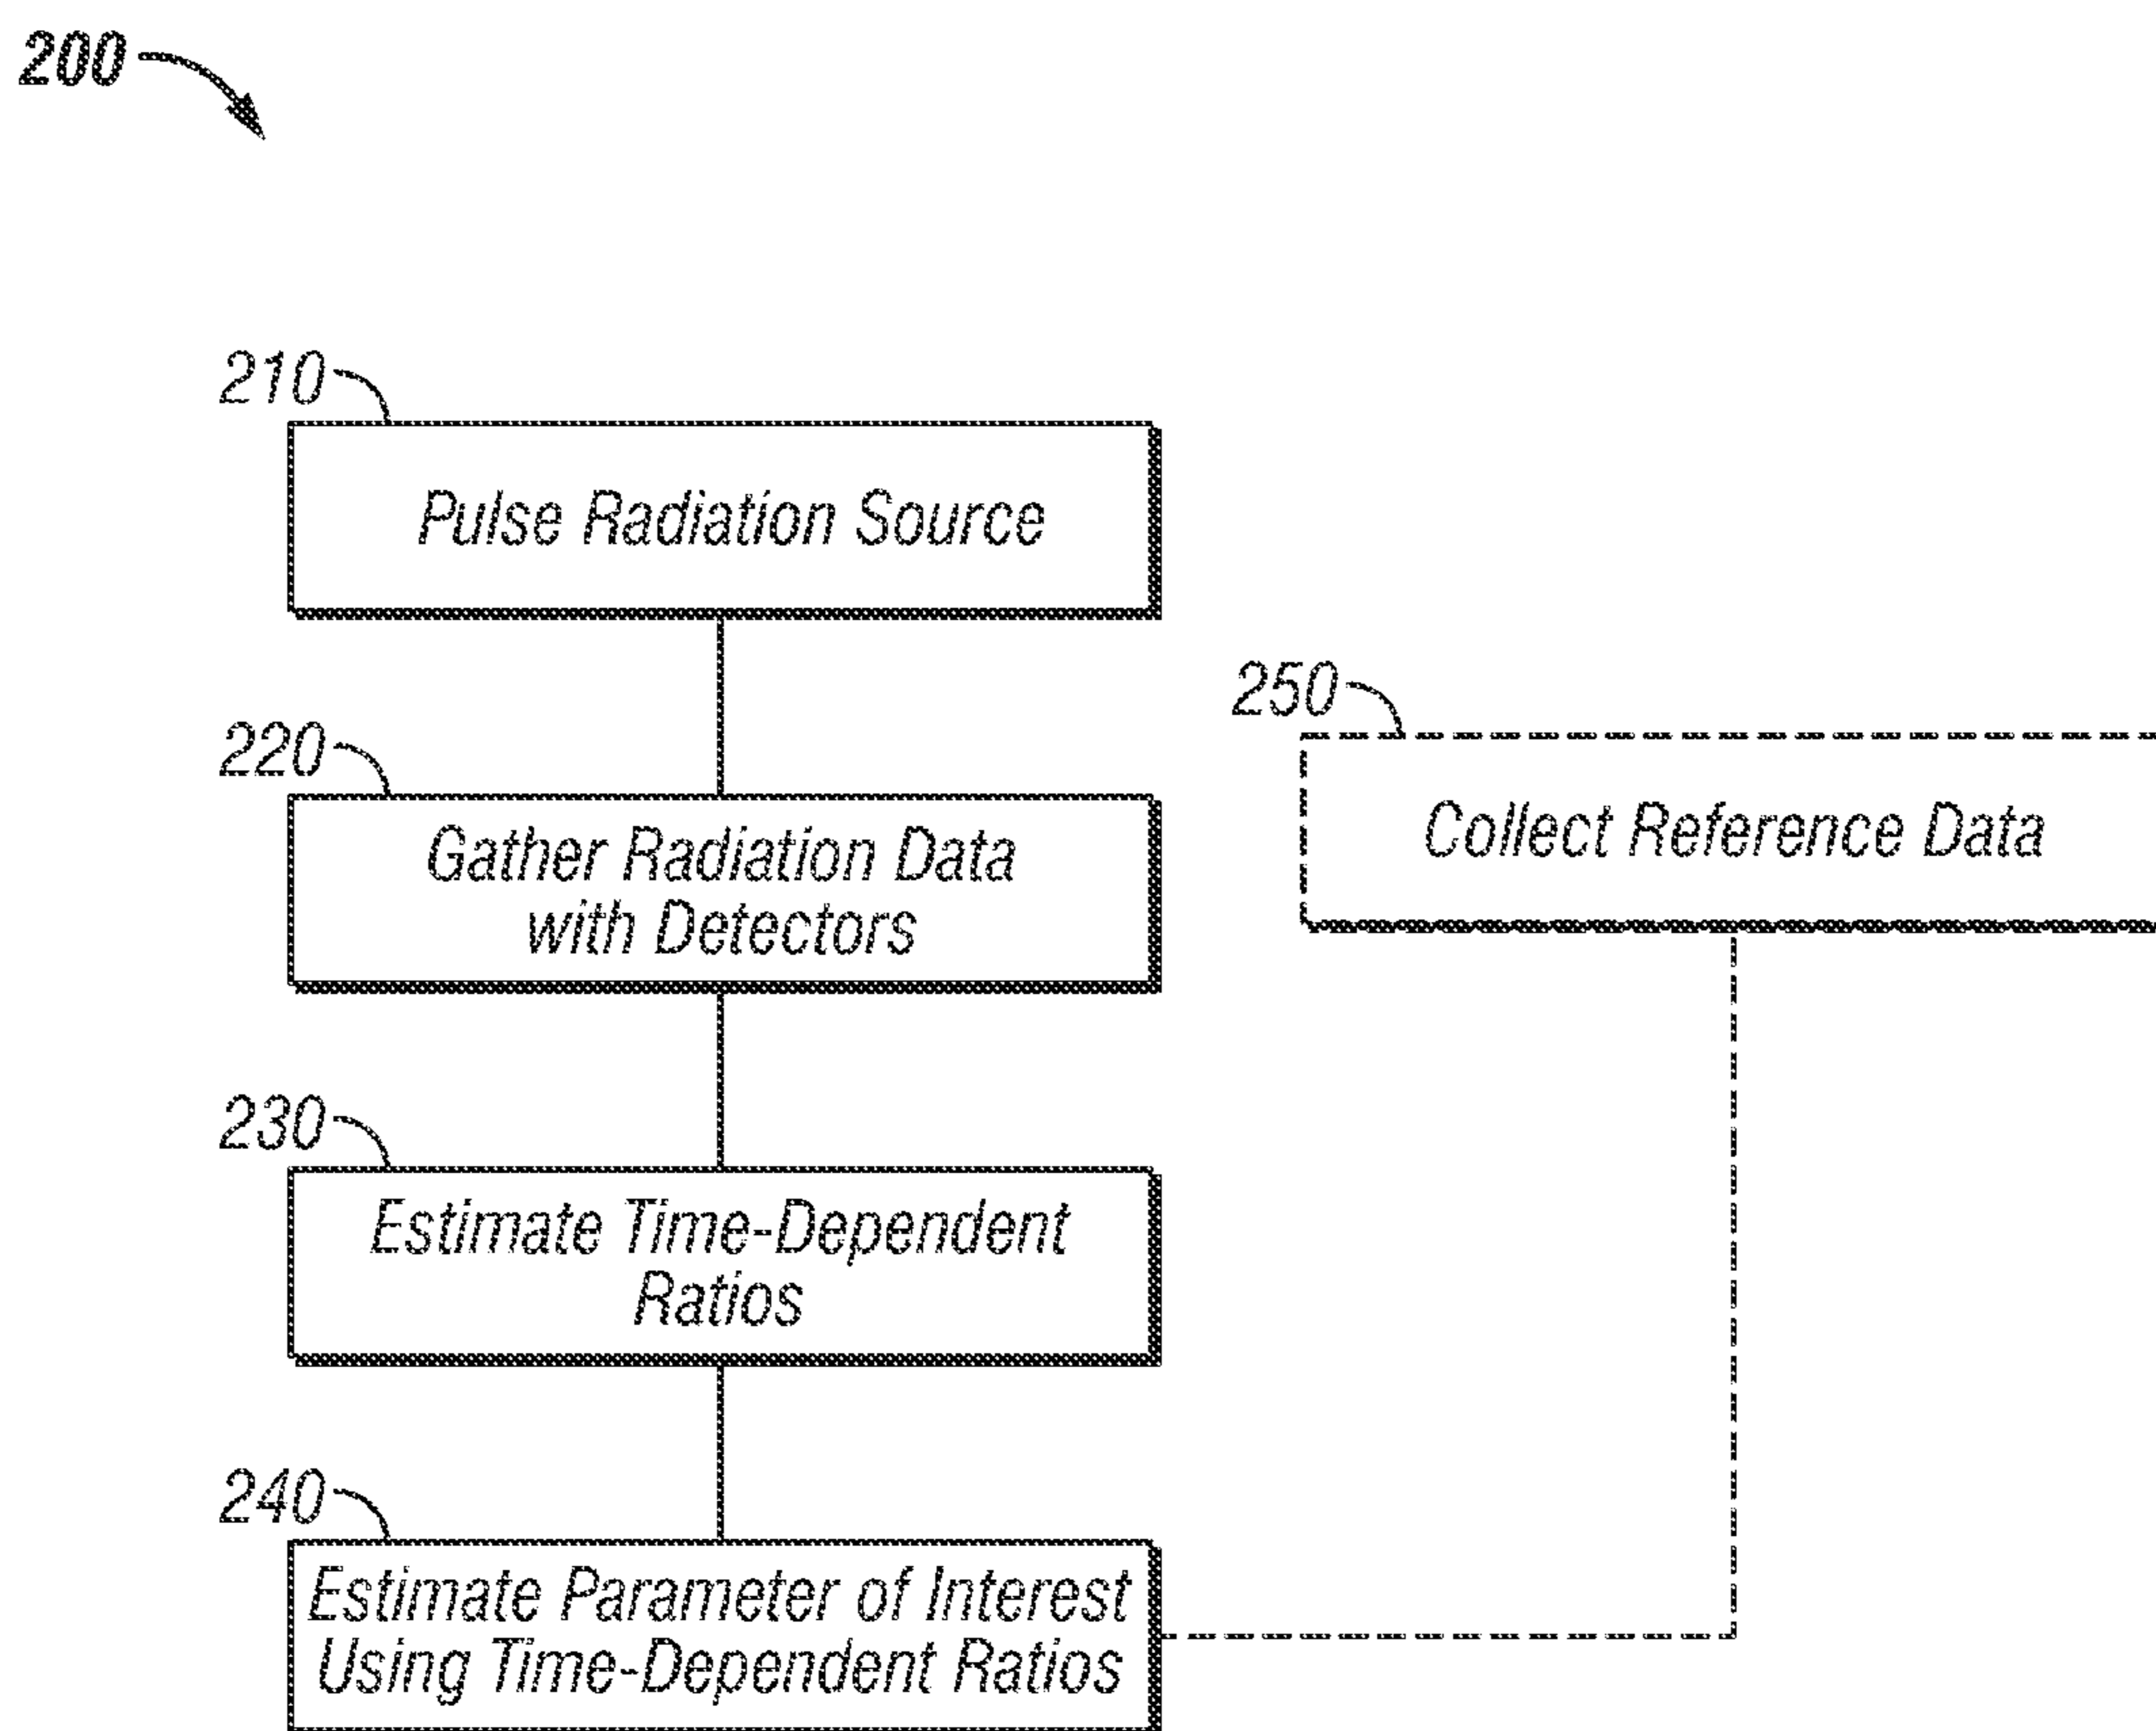 200
210
Pulse Radiation Source
220
Gather Radiation Data
with Detectors
250
Collect Reference Data
230
Estimate Time-Dependent
Ratios
240
Estimate Parameter of Interest
Using Time-Dependent Ratios